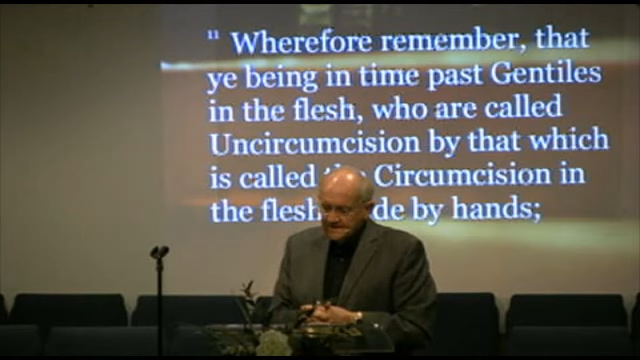 11 Wherefore remember, that
ye being in time past Gentiles
in the flesh, who are called
Uncircumcision by that which
is called Circumcision in
the flesh by hands;